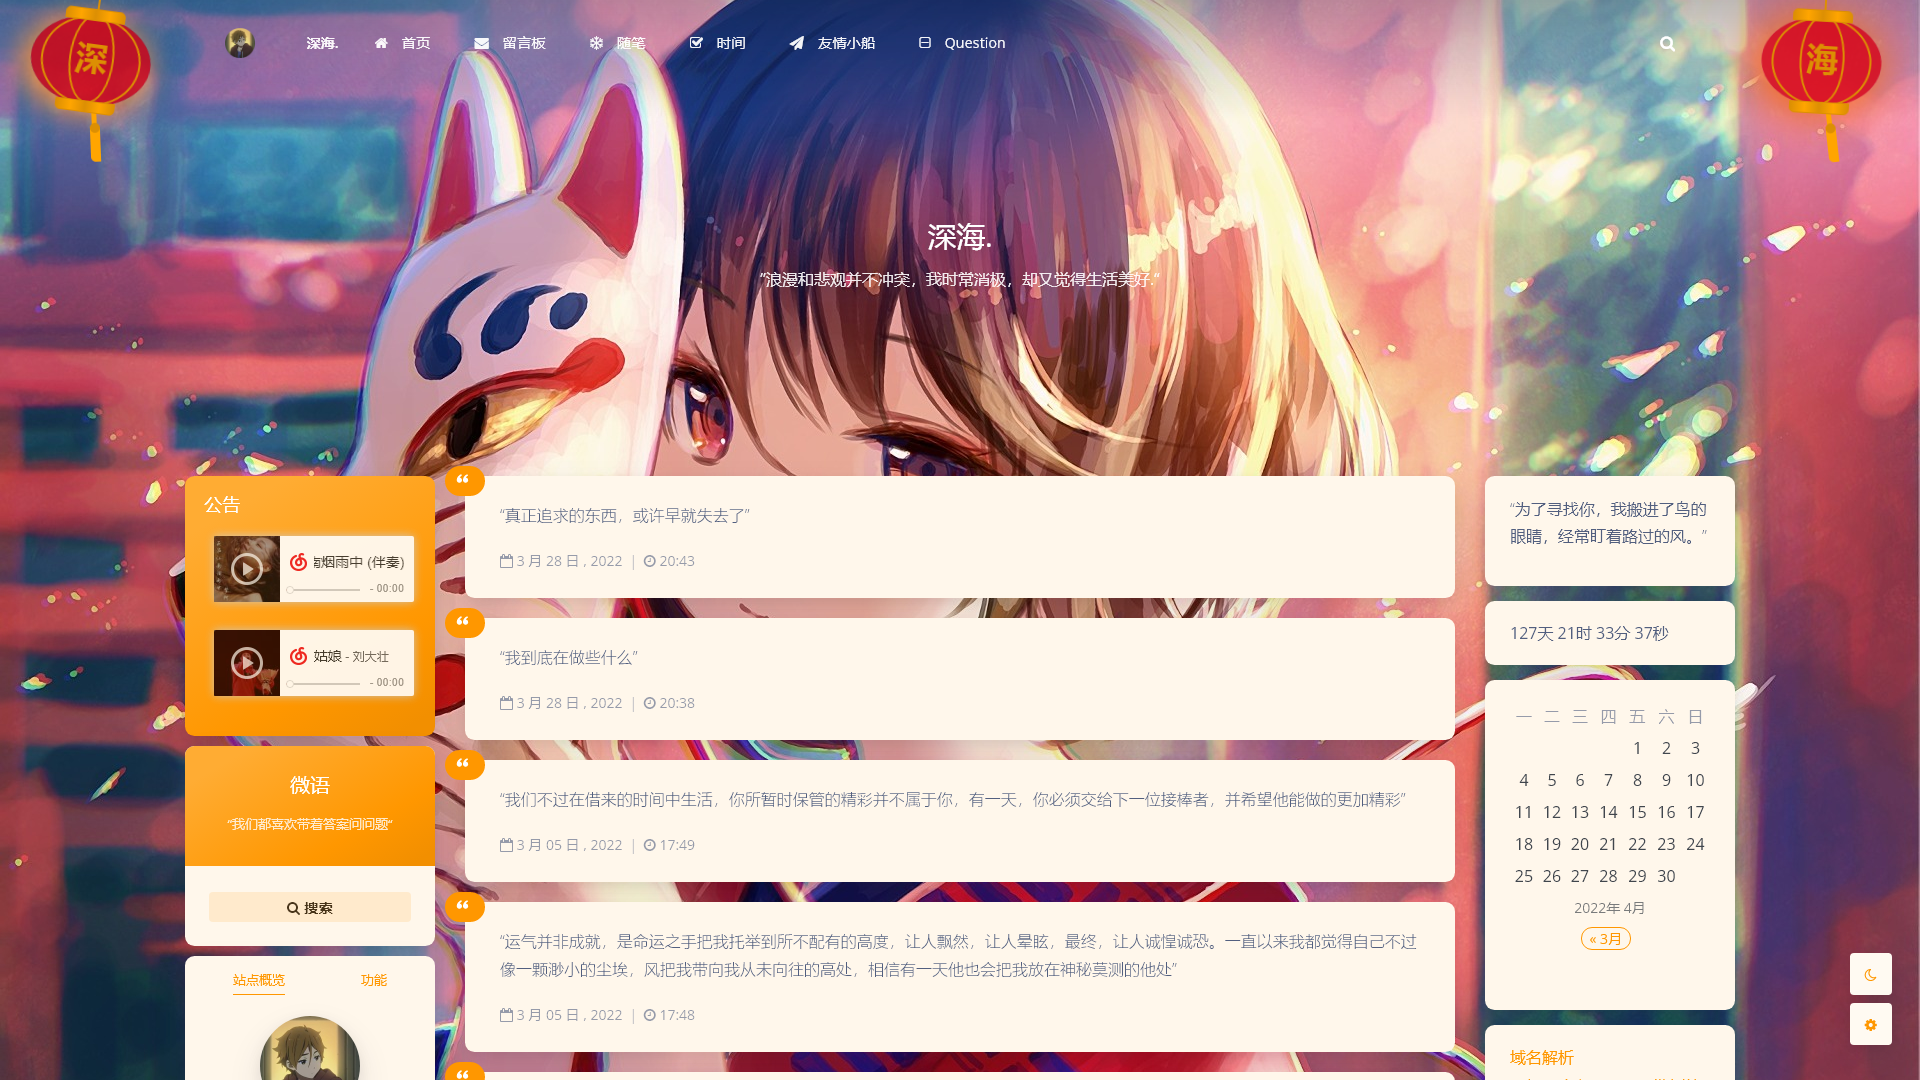 深
海
深海.
首页
留言板
随笔
时间
友情小船
Question
深海.
"浪漫和悲观并不冲突，我时常消极，却又觉得生活美好."
公告
烟雨中 (伴奏)
- 00:00
姑娘 - 刘大壮
- 00:00
微语
"我们都喜欢带着答案问问题"
搜索
站点概览
功能
“真正追求的东西，或许早就失去了”
3 月 28 日 , 2022 | 20:43
“我到底在做些什么”
3 月 28 日 , 2022 | 20:38
“我们不过在借来的时间中生活，你所暂时保管的精彩并不属于你，有一天，你必须交给下一位接棒者，并希望他能做的更加精彩”
3 月 05 日 , 2022 | 17:49
“运气并非成就，是命运之手把我托举到所不配有的高度，让人飘然，让人晕眩，最终，让人诚惶诚恐。一直以来我都觉得自己不过
像一颗渺小的尘埃，风把我带向我从未向往的高处，相信有一天他也会把我放在神秘莫测的他处”
3 月 05 日 , 2022 | 17:48
“为了寻找你，我搬进了鸟的
眼睛，经常盯着路过的风。”
127天 21时 33分 37秒
一 二 三 四 五 六 日
1 2 3
4 5 6 7 8 9 10
11 12 13 14 15 16 17
18 19 20 21 22 23 24
25 26 27 28 29 30
2022年 4月
« 3月
域名解析